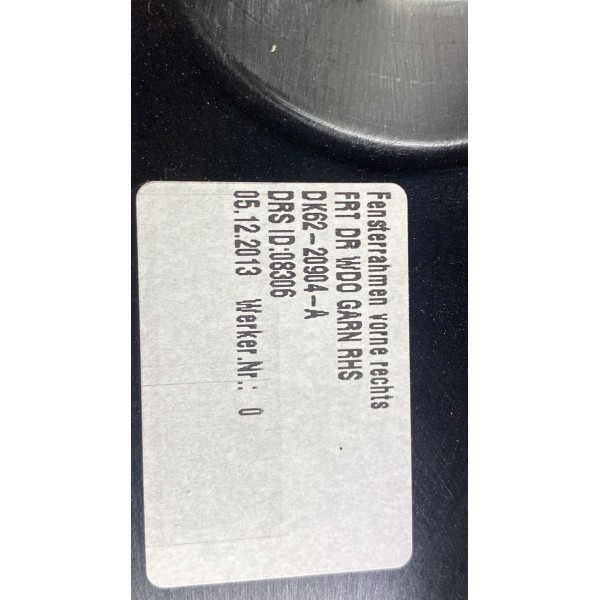 Fensterrahmen vorne rechts
FRT DR WDO GARN RHS
DK62-20904-A
DRS ID:08306
05.12.2013 Werker.Nr.: 0